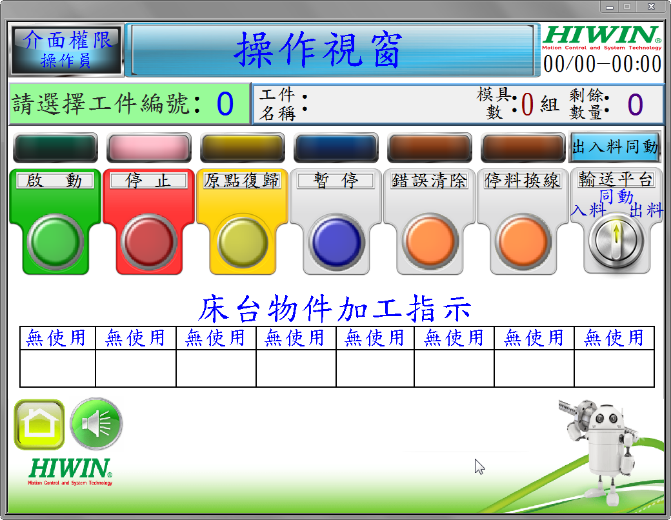 介面權限
操作員
操作視窗
HIWIN®
Motion Control and System Technology
00/00-00:00
請選擇工件編號: 0
工件名稱:
模具數:0 組
剩餘數量: 0
出入料同動
啟 動
停 止
原點復歸
暫 停
錯誤清除
停料換線
輸送平台
同動
入料 出料
床台物件加工指示
無使用 無使用 無使用 無使用 無使用 無使用 無使用 無使用
HIWIN®
Motion Control and System Technology